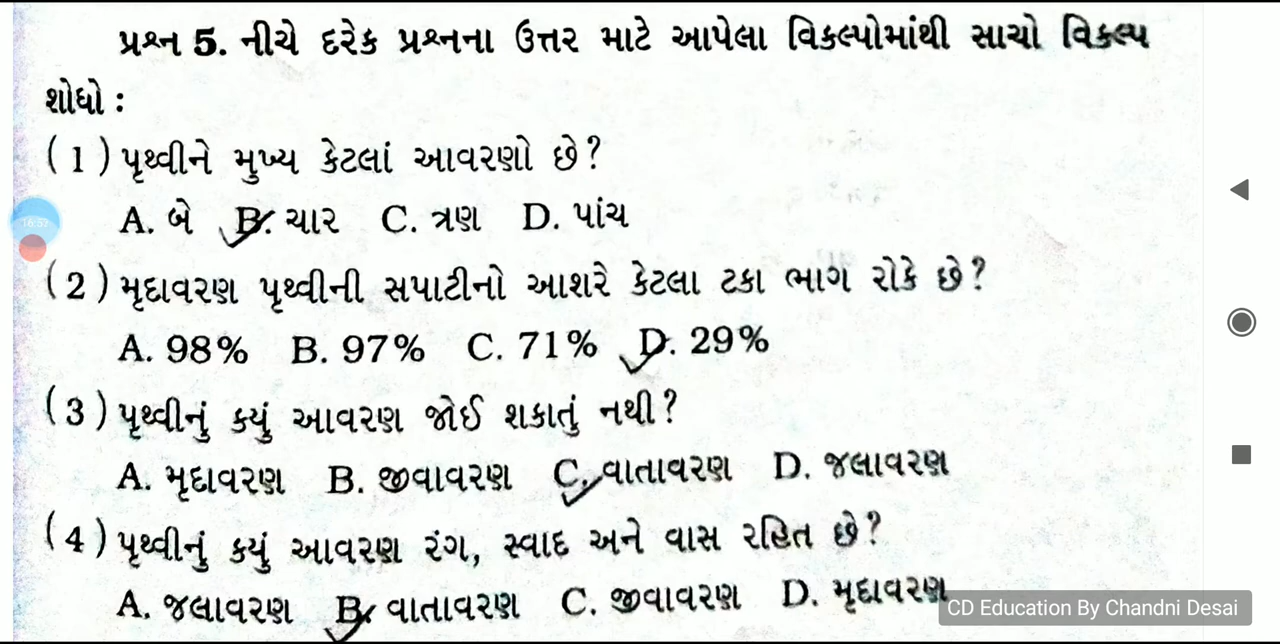 પ્રશ્ન 5. નીચે દરેક પ્રશ્નના ઉત્તર માટે આપેલા વિકલ્પોમાંથી સાચો વિકલ્પ
શોધો :
(1) પૃથ્વીને મુખ્ય કેટલાં આવરણો છે?
A. બે B. ચાર C. ત્રણ D. પાંચ
16:57
(2) મૃદાવરણ પૃથ્વીની સપાટીનો આશરે કેટલા ટકા ભાગ રોકે છે?
A. 98% B. 97% C. 71% D. 29%
(3) પૃથ્વીનું કયું આવરણ જોઈ શકાતું નથી?
A. મૃદાવરણ B. જીવાવરણ C. વાતાવરણ D. જલાવરણ
(4) પૃથ્વીનું કયું આવરણ રંગ, સ્વાદ અને વાસ રહિત છે?
A. જલાવરણ B. વાતાવરણ C. જીવાવરણ D. મૃદાવરણ
CD Education By Chandni Desai